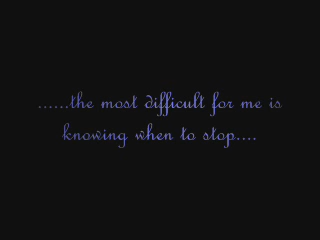 ......the most difficult for me is
knowing when to stop....